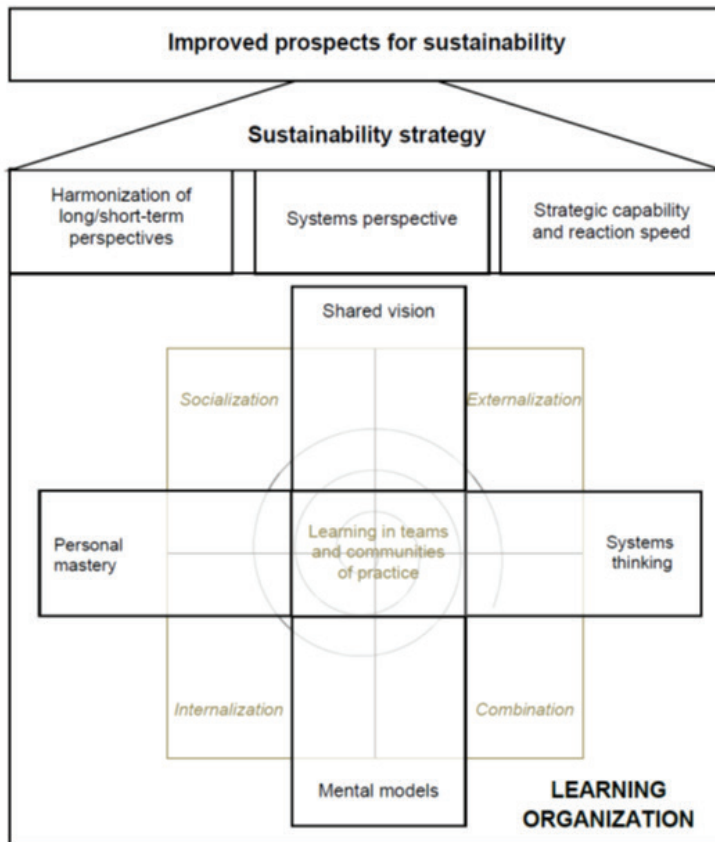 Improved prospects for sustainability
Sustainability strategy
Harmonization of
long/short-term
perspectives
Systems perspective
Strategic capability
and reaction speed
Shared vision
Socialization
Externalization
Personal
mastery
Learning in teams
and communities
of practice
Systems
thinking
Internalization
Combination
Mental models
LEARNING
ORGANIZATION